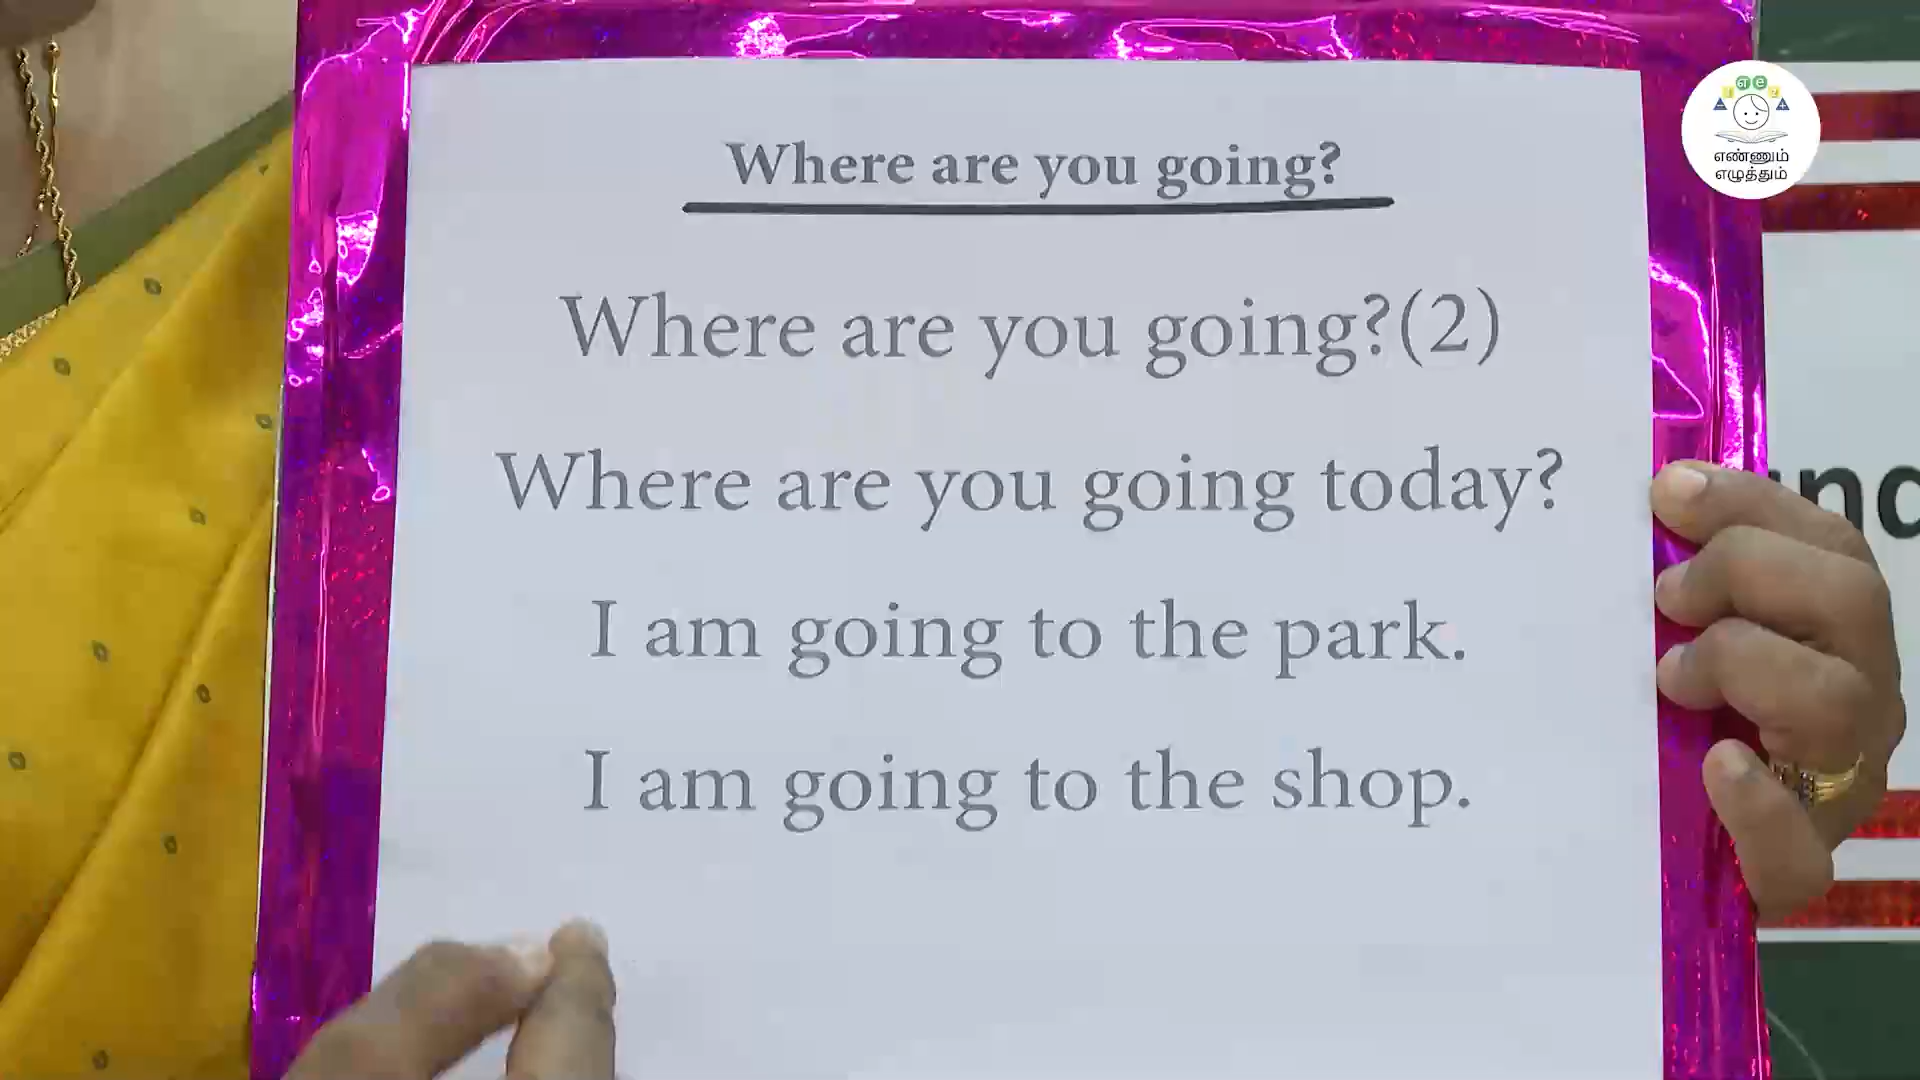 Where are you going?
Where are you going?(2)
Where are you going today?
I am going to the park.
I am going to the shop.
எண்ணும்
எழுத்தும்